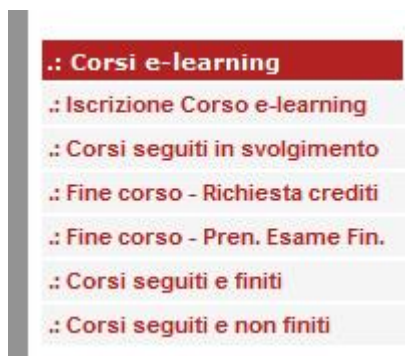 .: Corsi e-learning
.: Iscrizione Corso e-learning
.: Corsi seguiti in svolgimento
.: Fine corso - Richiesta crediti
.: Fine corso - Pren. Esame Fin.
.: Corsi seguiti e finiti
.: Corsi seguiti e non finiti